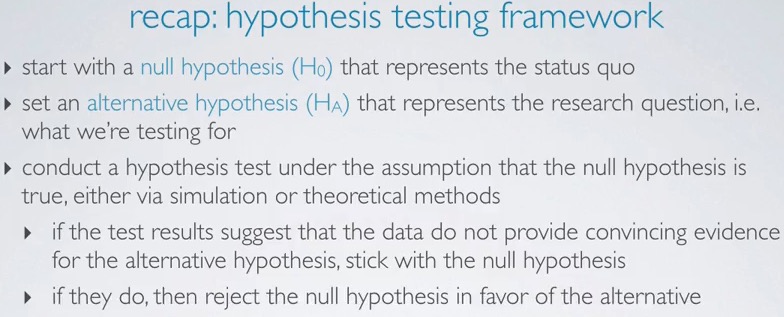 recap: hypothesis testing framework
‣ start with a null hypothesis (H₀) that represents the status quo
‣ set an alternative hypothesis (Hᴀ) that represents the research question, i.e.
what we're testing for
‣ conduct a hypothesis test under the assumption that the null hypothesis is
true, either via simulation or theoretical methods
‣ if the test results suggest that the data do not provide convincing evidence
for the alternative hypothesis, stick with the null hypothesis
‣ if they do, then reject the null hypothesis in favor of the alternative